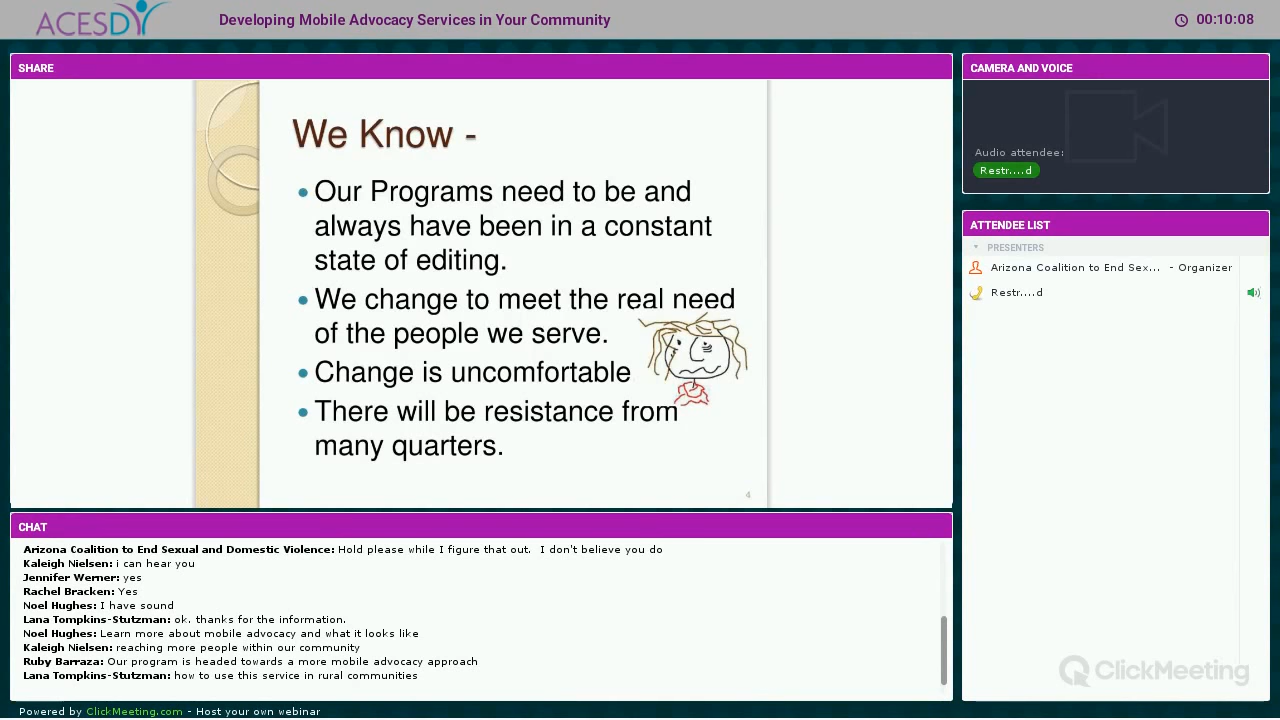 ACESDV
Developing Mobile Advocacy Services in Your Community
00:10:08
SHARE
We Know -
Our Programs need to be and
always have been in a constant
state of editing.
We change to meet the real need
of the people we serve.
Change is uncomfortable
There will be resistance from
many quarters.
4
CHAT
Arizona Coalition to End Sexual and Domestic Violence: Hold please while I figure that out.  I don't believe you do
Kaleigh Nielsen: i can hear you
Jennifer Werner: yes
Rachel Bracken: Yes
Noel Hughes: I have sound
Lana Tompkins-Stutzman: ok. thanks for the information.
Noel Hughes: Learn more about mobile advocacy and what it looks like
Kaleigh Nielsen: reaching more people within our community
Ruby Barraza: Our program is headed towards a more mobile advocacy approach
Lana Tompkins-Stutzman: how to use this service in rural communities
CAMERA AND VOICE
Audio attendee:
Restr....d
ATTENDEE LIST
PRESENTERS
Arizona Coalition to End Sex... - Organizer
Restr....d
ClickMeeting
Powered by ClickMeeting.com - Host your own webinar